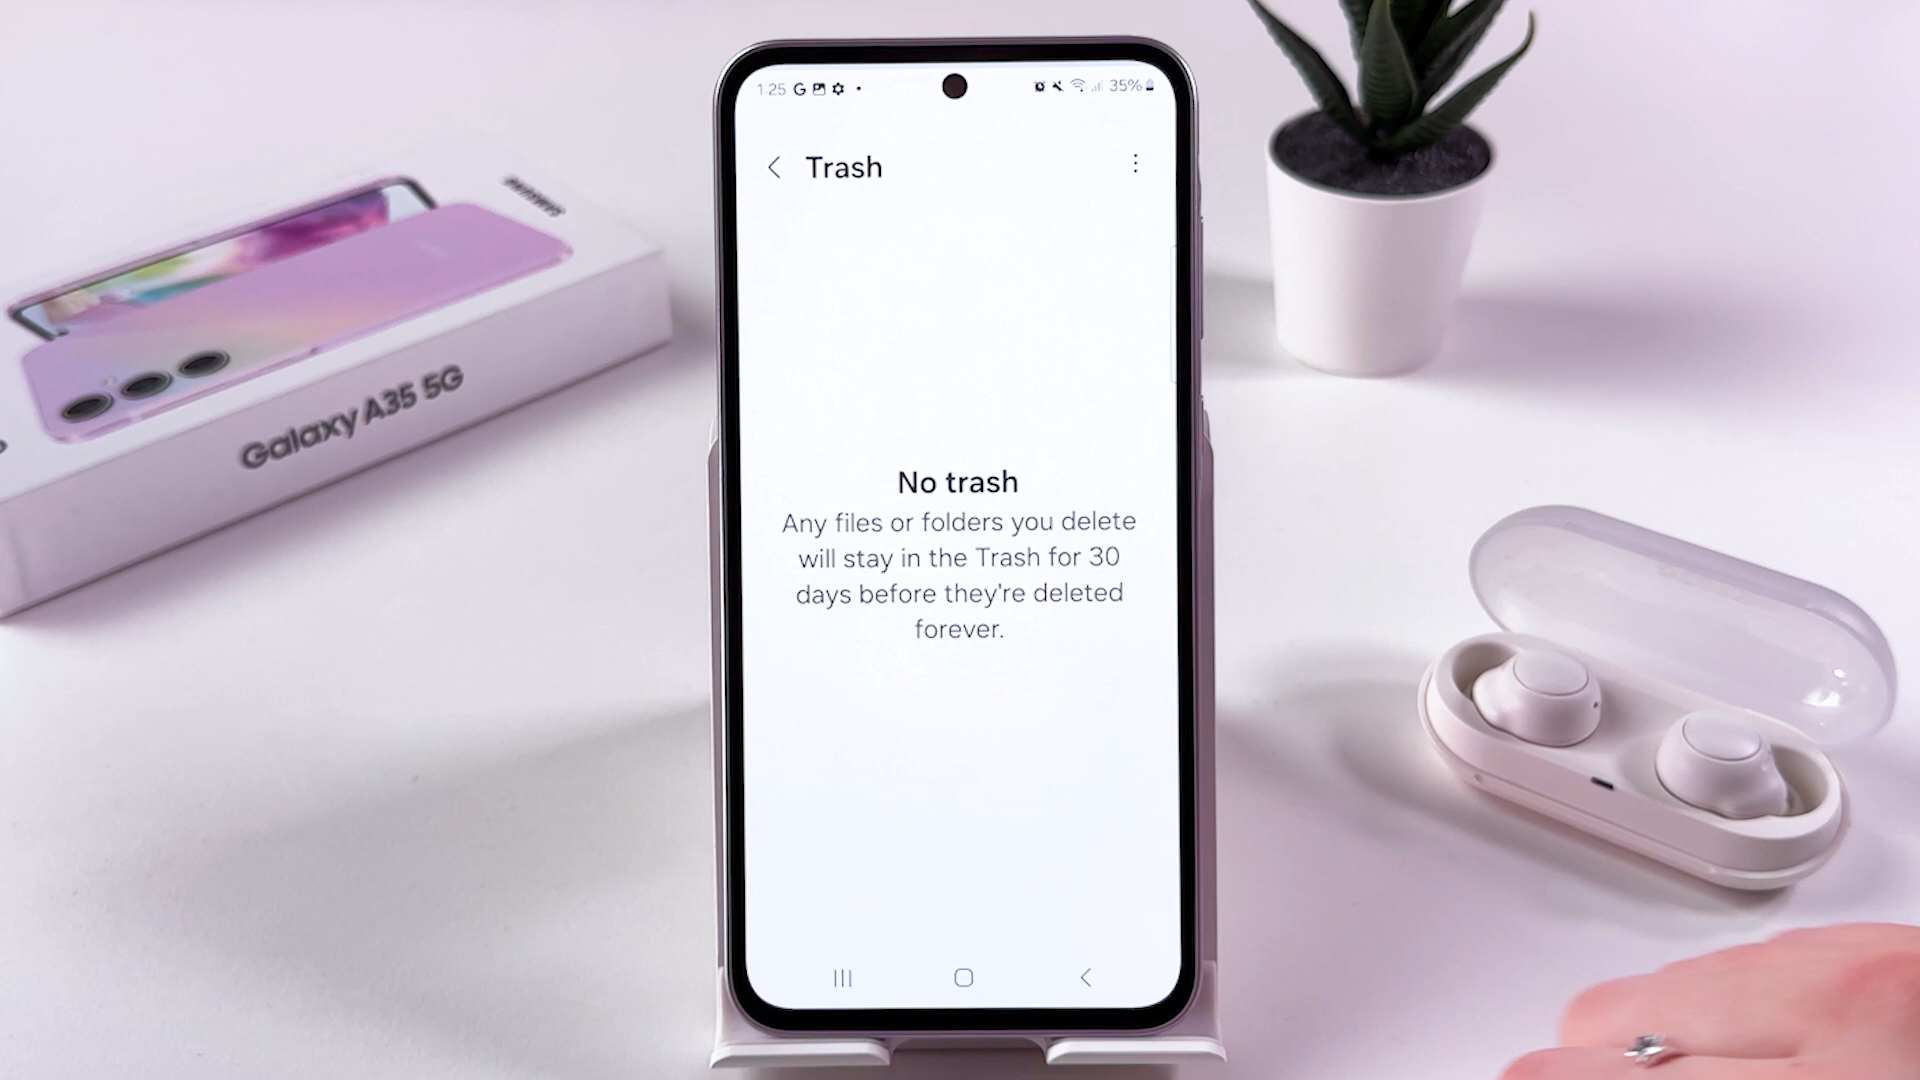 1:25
35%
Trash
No trash
Any files or folders you delete
will stay in the Trash for 30
days before they're deleted
forever.
SAMSUNG
Galaxy A35 5G